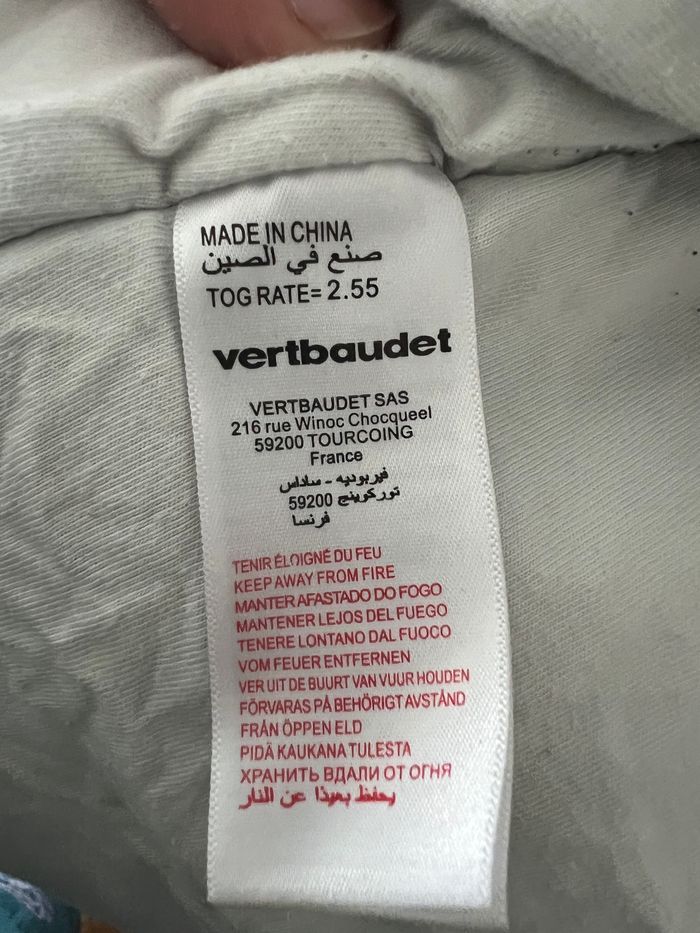 MADE IN CHINA
صنع في الصين
TOG RATE= 2.55
vertbaudet
VERTBAUDET SAS
216 rue Winoc Chocqueel
59200 TOURCOING
France
فيربوديه - ساداس
توركوينج 59200
فرنسا
TENIR ÉLOIGNÉ DU FEU
KEEP AWAY FROM FIRE
MANTER AFASTADO DO FOGO
MANTENER LEJOS DEL FUEGO
TENERE LONTANO DAL FUOCO
VOM FEUER ENTFERNEN
VER UIT DE BUURT VAN VUUR HOUDEN
FÖRVARAS PÅ BEHÖRIGT AVSTÅND
FRÅN ÖPPEN ELD
PIDÄ KAUKANA TULESTA
ХРАНИТЬ ВДАЛИ ОТ ОГНЯ
يحفظ بعيدًا عن النار